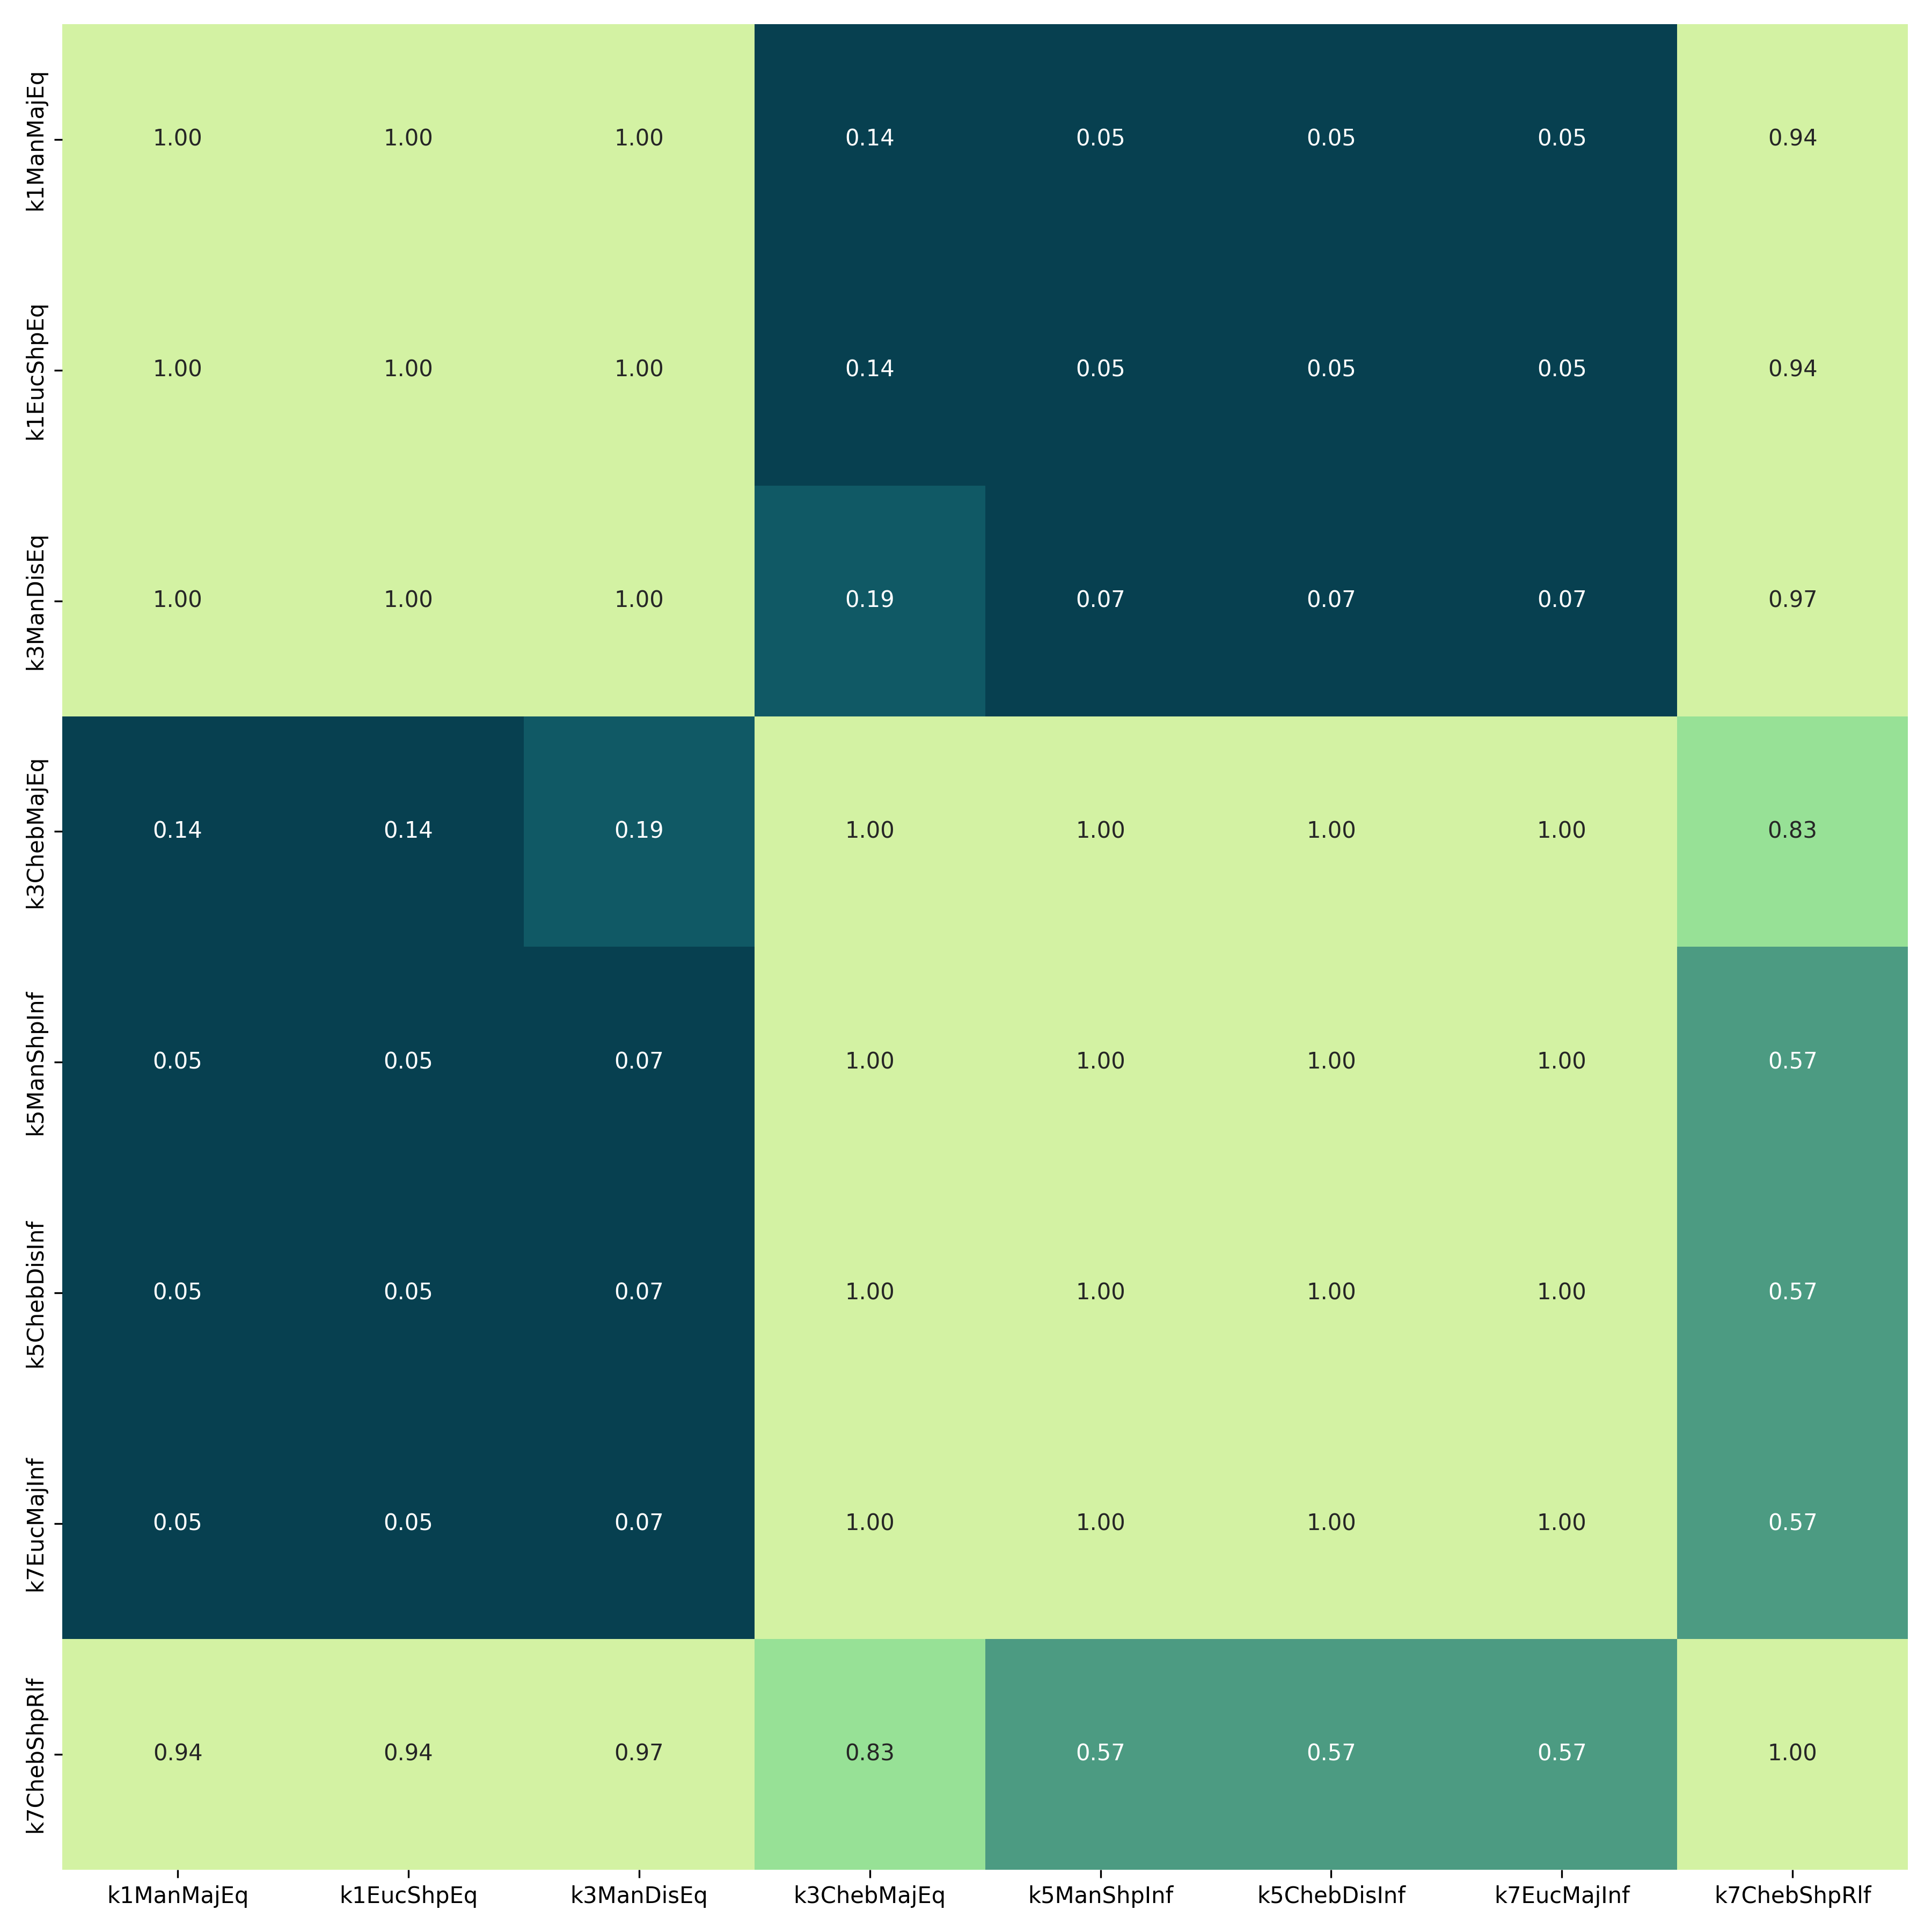 k1ManMajEq 1.00 1.00 1.00 0.14 0.05 0.05 0.05 0.94
k1EucShpEq 1.00 1.00 1.00 0.14 0.05 0.05 0.05 0.94
k3ManDisEq 1.00 1.00 1.00 0.19 0.07 0.07 0.07 0.97
k3ChebMajEq 0.14 0.14 0.19 1.00 1.00 1.00 1.00 0.83
k5ManShpInf 0.05 0.05 0.07 1.00 1.00 1.00 1.00 0.57
k5ChebDisInf 0.05 0.05 0.07 1.00 1.00 1.00 1.00 0.57
k7EucMajInf 0.05 0.05 0.07 1.00 1.00 1.00 1.00 0.57
k7ChebShpRlf 0.94 0.94 0.97 0.83 0.57 0.57 0.57 1.00
k1ManMajEq k1EucShpEq k3ManDisEq k3ChebMajEq k5ManShpInf k5ChebDisInf k7EucMajInf k7ChebShpRlf